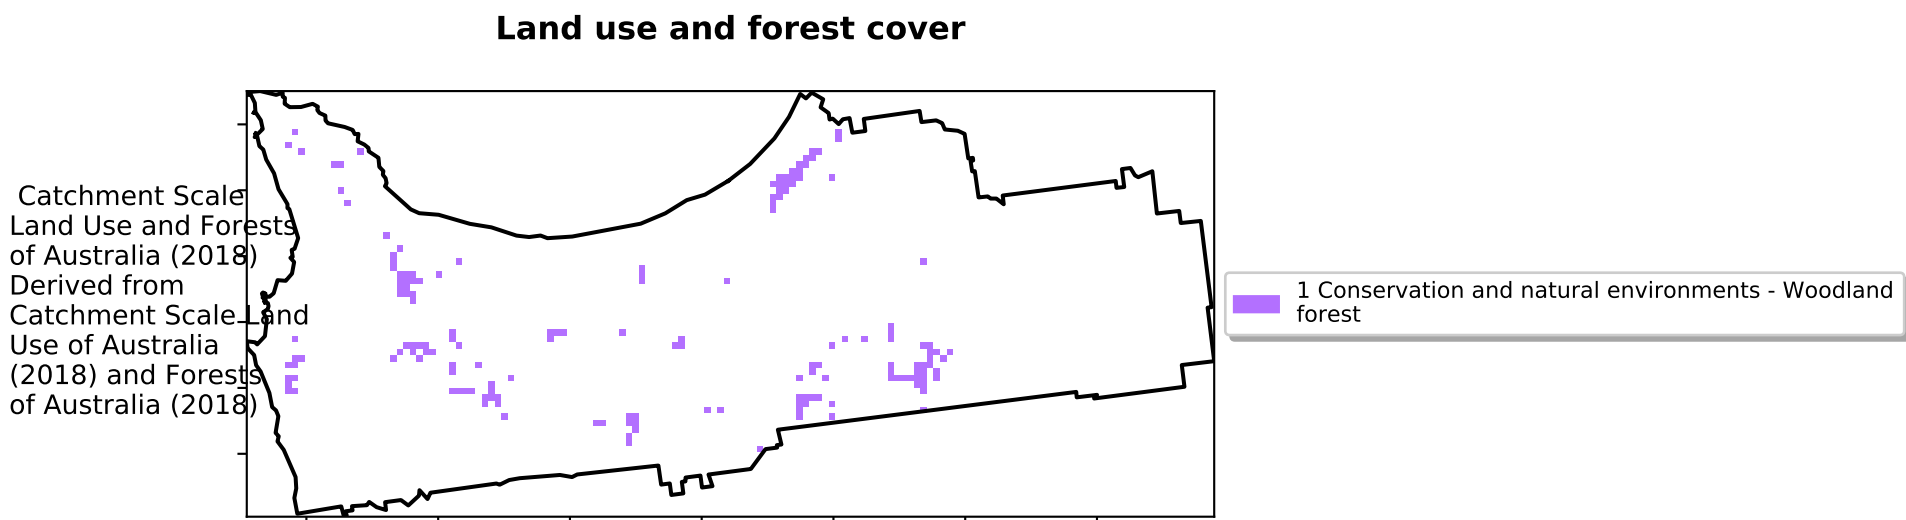 Land use and forest cover
Catchment Scale
Land Use and Forests
of Australia (2018)
Derived from
Catchment Scale Land
Use of Australia
(2018) and Forests
of Australia (2018)
1 Conservation and natural environments - Woodland
forest